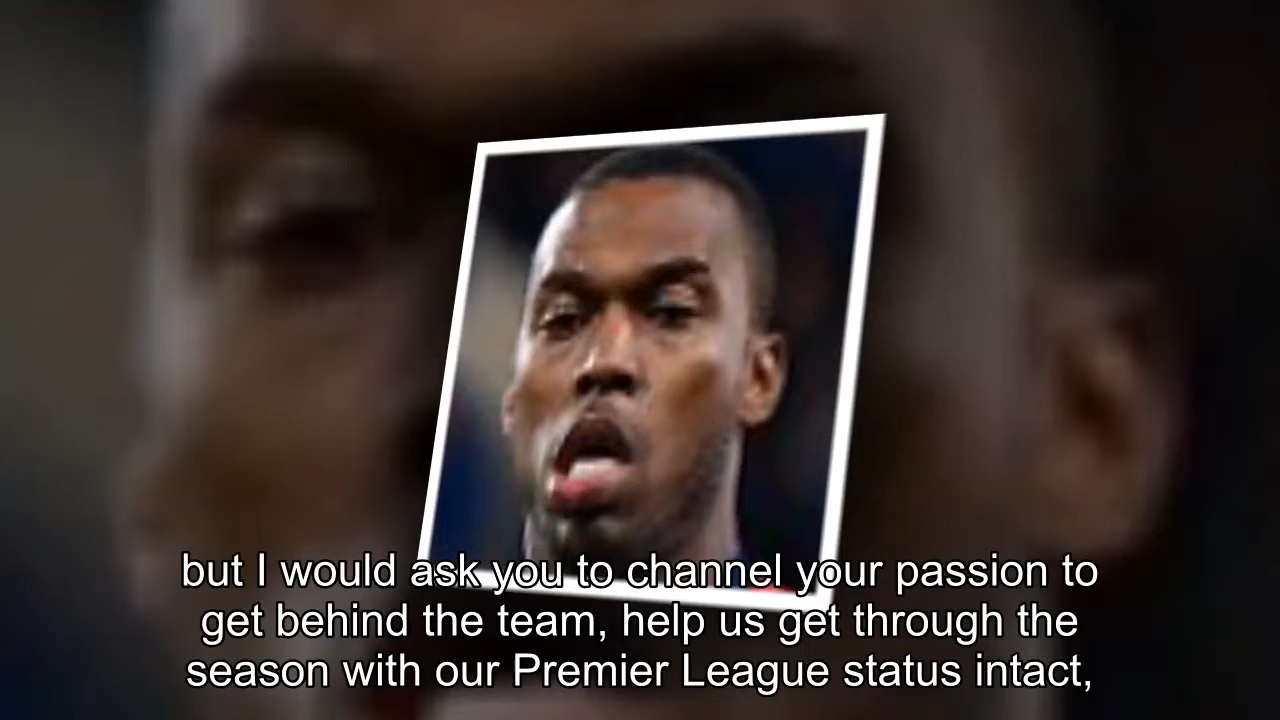 but I would ask you to channel your passion to
get behind the team, help us get through the
season with our Premier League status intact,